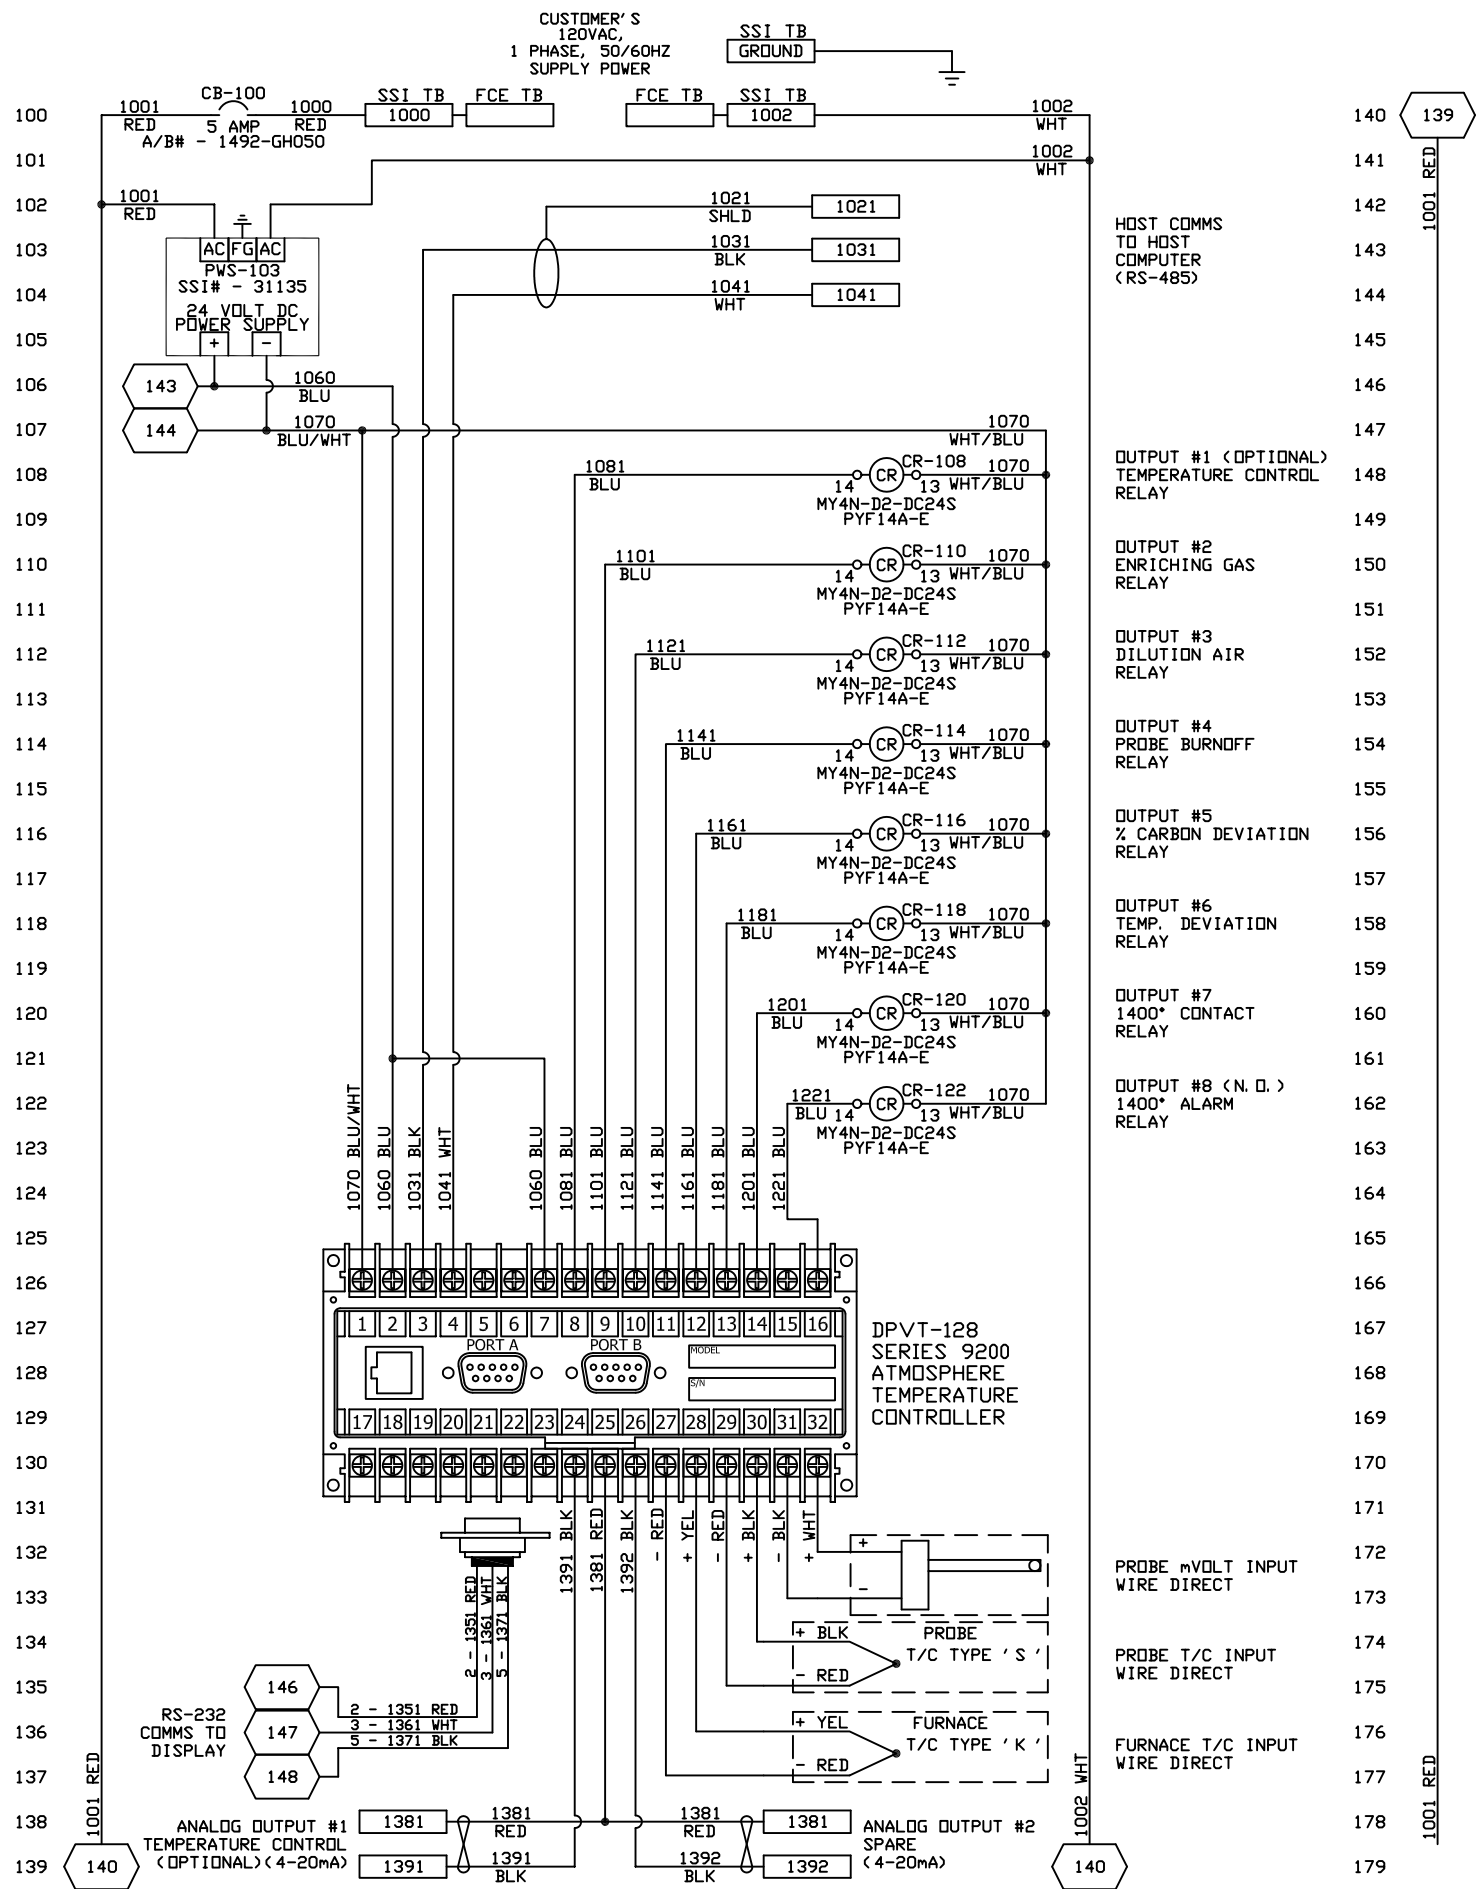 CUSTOMER'S
120VAC,
1 PHASE, 50/60HZ
SUPPLY POWER
SSI TB
GROUND
100
1001
RED
CB-100
5 AMP
A/B# - 1492-GH050
1000
RED
SSI TB
1000
FCE TB
FCE TB
SSI TB
1002
1002
WHT
140
139
101
1002
WHT
141
1001 RED
102
1001
RED
1021
SHLD
1021
142
HOST COMMS
TO HOST
COMPUTER
(RS-485)
103
AC FG AC
PWS-103
SSI# - 31135
24 VOLT DC
POWER SUPPLY
+ -
1031
BLK
1031
143
104
1041
WHT
1041
144
105
145
106
143
1060
BLU
146
107
144
1070
BLU/WHT
1070
WHT/BLU
147
108
1081
BLU
14
CR
CR-108
13
1070
WHT/BLU
MY4N-D2-DC24S
PYF14A-E
OUTPUT #1 (OPTIONAL)
TEMPERATURE CONTROL
RELAY
148
109
149
110
1101
BLU
14
CR
CR-110
13
1070
WHT/BLU
MY4N-D2-DC24S
PYF14A-E
OUTPUT #2
ENRICHING GAS
RELAY
150
111
151
112
1121
BLU
14
CR
CR-112
13
1070
WHT/BLU
MY4N-D2-DC24S
PYF14A-E
OUTPUT #3
DILUTION AIR
RELAY
152
113
153
114
1141
BLU
14
CR
CR-114
13
1070
WHT/BLU
MY4N-D2-DC24S
PYF14A-E
OUTPUT #4
PROBE BURNOFF
RELAY
154
115
155
116
1161
BLU
14
CR
CR-116
13
1070
WHT/BLU
MY4N-D2-DC24S
PYF14A-E
OUTPUT #5
% CARBON DEVIATION
RELAY
156
117
157
118
1181
BLU
14
CR
CR-118
13
1070
WHT/BLU
MY4N-D2-DC24S
PYF14A-E
OUTPUT #6
TEMP. DEVIATION
RELAY
158
119
159
120
1201
BLU
14
CR
CR-120
13
1070
WHT/BLU
MY4N-D2-DC24S
PYF14A-E
OUTPUT #7
1400° CONTACT
RELAY
160
121
161
122
1221
BLU
14
CR
CR-122
13
1070
WHT/BLU
MY4N-D2-DC24S
PYF14A-E
OUTPUT #8 (N.O.)
1400° ALARM
RELAY
162
123
163
1070 BLU/WHT
1060 BLU
1031 BLK
1041 WHT
1060 BLU
1081 BLU
1101 BLU
1121 BLU
1141 BLU
1161 BLU
1181 BLU
1201 BLU
1221 BLU
124
164
125
165
126
166
127
1 2 3 4 5 6 7 8 9 10 11 12 13 14 15 16
167
PORT A
PORT B
MODEL
S/N
DPVT-128
SERIES 9200
ATMOSPHERE
TEMPERATURE
CONTROLLER
128
168
129
17 18 19 20 21 22 23 24 25 26 27 28 29 30 31 32
169
130
170
131
171
1391 BLK
1381 RED
1392 BLK
- RED
+ YEL
- RED
+ BLK
- BLK
+ WHT
132
+
172
PROBE mVOLT INPUT
WIRE DIRECT
133
-
173
2 - 1351 RED
3 - 1361 WHT
5 - 1371 BLK
134
+ BLK
PROBE
T/C TYPE 'S'
- RED
174
PROBE T/C INPUT
WIRE DIRECT
135
146
175
RS-232
COMMS TO
DISPLAY
2 - 1351 RED
3 - 1361 WHT
5 - 1371 BLK
136
147
+ YEL
FURNACE
T/C TYPE 'K'
- RED
176
FURNACE T/C INPUT
WIRE DIRECT
137
148
177
1001 RED
1002 WHT
1001 RED
138
ANALOG OUTPUT #1
TEMPERATURE CONTROL
(OPTIONAL)(4-20mA)
1381
1381
RED
1381
RED
1381
ANALOG OUTPUT #2
SPARE
(4-20mA)
178
139
140
1391
1391
BLK
1392
BLK
1392
140
179